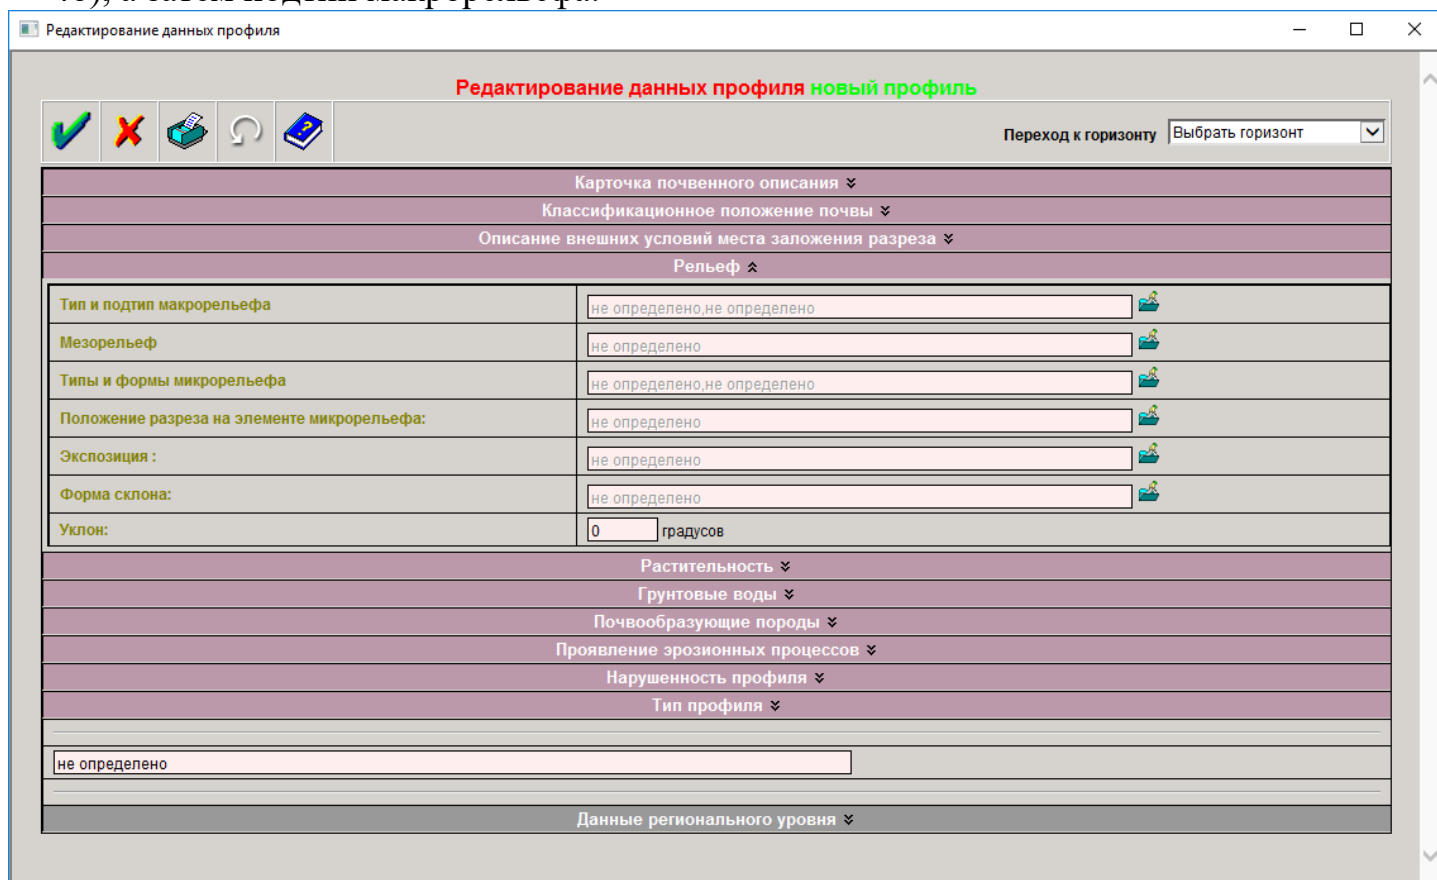 а затем подтип макрорельефа.
Редактирование данных профиля
Редактирование данных профиля новый профиль
Переход к горизонту Выбрать горизонт
Карточка почвенного описания
Классификационное положение почвы
Описание внешних условий места заложения разреза
Рельеф
Тип и подтип макрорельефа не определено,не определено
Мезорельеф не определено
Типы и формы микрорельефа не определено,не определено
Положение разреза на элементе микрорельефа: не определено
Экспозиция : не определено
Форма склона: не определено
Уклон: 0 градусов
Растительность
Грунтовые воды
Почвообразующие породы
Проявление эрозионных процессов
Нарушенность профиля
Тип профиля
не определено
Данные регионального уровня